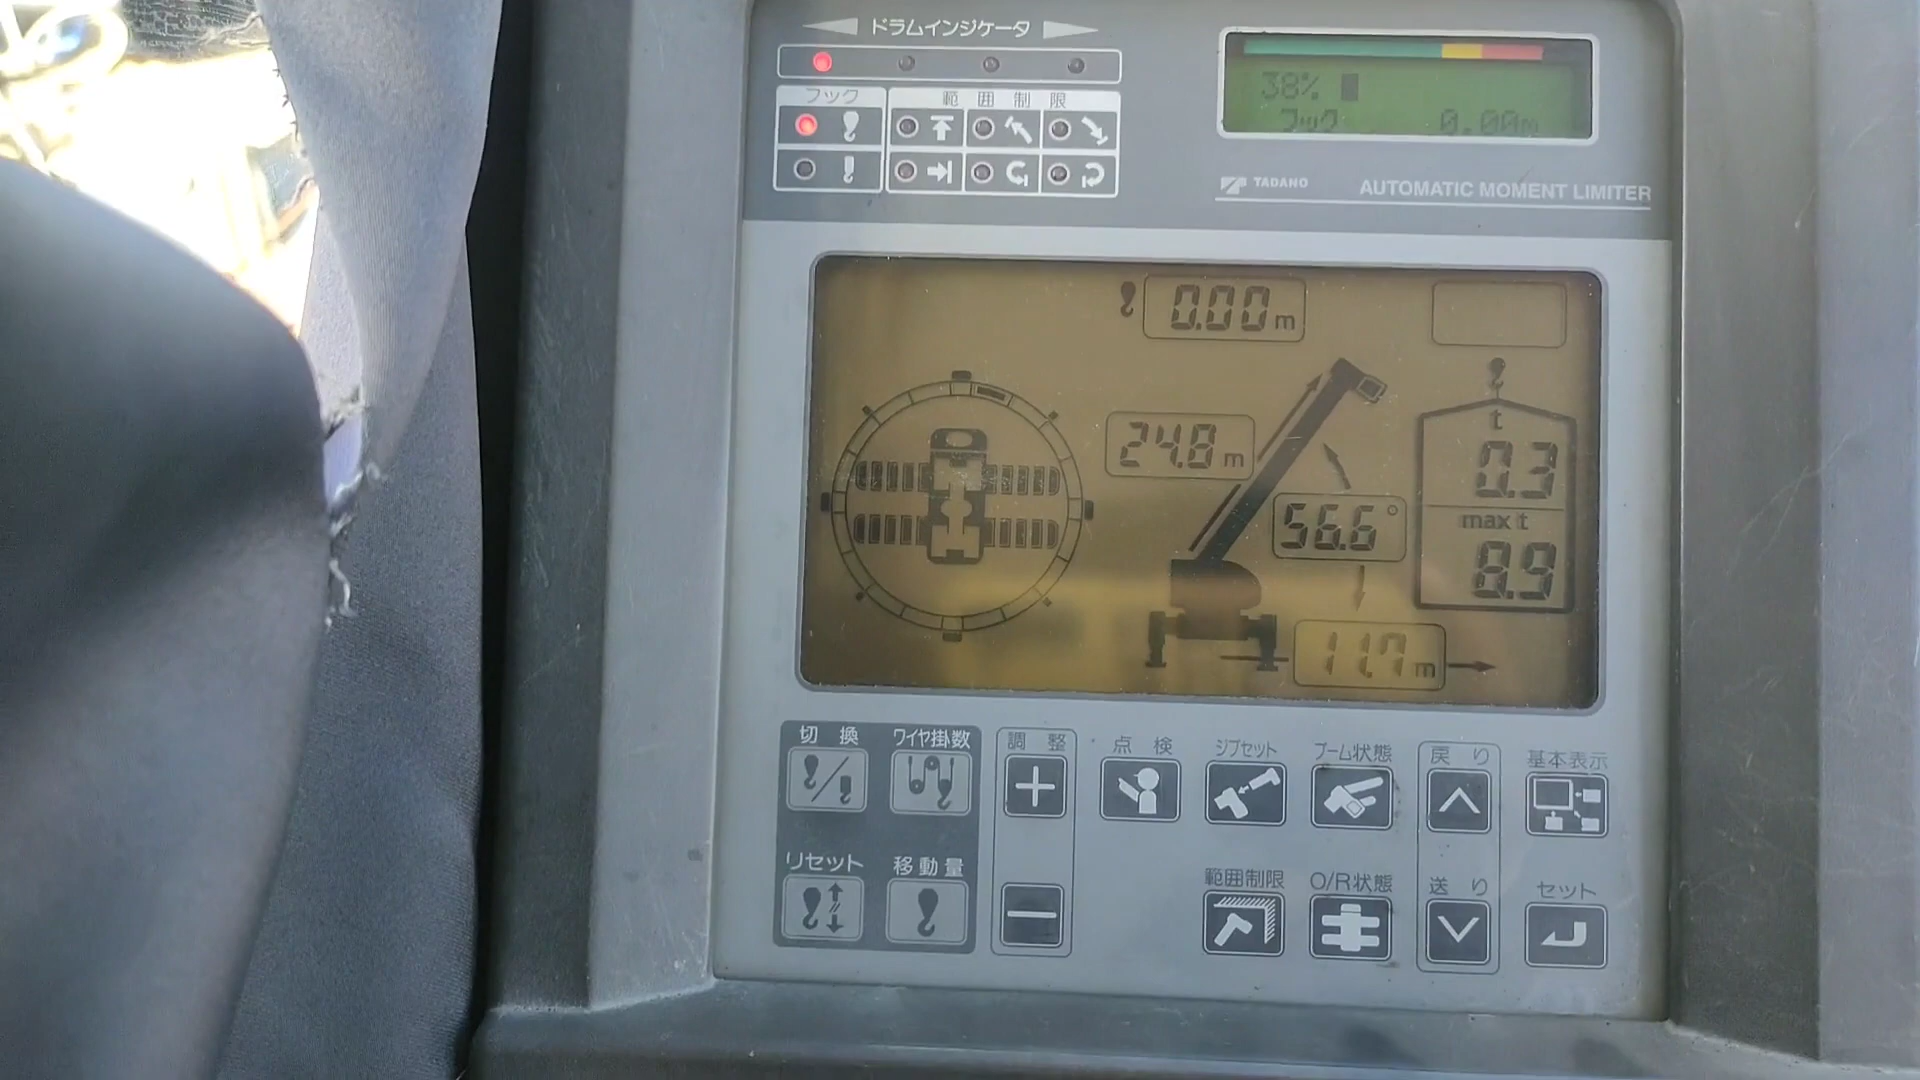 ドラムインジケータ
フック 範囲制限
38%
フック 0.00m
TADANO AUTOMATIC MOMENT LIMITER
0.00 m
24.8 m
56.6°
11.7 m
t
0.3
max t
8.9
切換 ワイヤ掛数 調整 点検 ジブセット ブーム状態 戻り 基本表示
リセット 移動量 範囲制限 O/R状態 送り セット